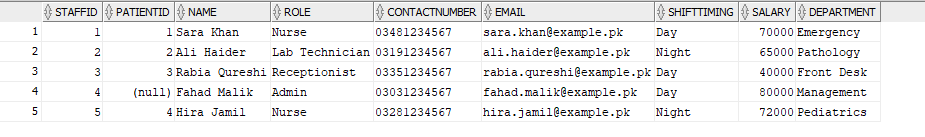 STAFFID PATIENTID NAME ROLE CONTACTNUMBER EMAIL SHIFTTIMING SALARY DEPARTMENT
1 1 1 Sara Khan Nurse 03481234567 sara.khan@example.pk Day 70000 Emergency
2 2 2 Ali Haider Lab Technician 03191234567 ali.haider@example.pk Night 65000 Pathology
3 3 3 Rabia Qureshi Receptionist 03351234567 rabia.qureshi@example.pk Day 40000 Front Desk
4 4 (null) Fahad Malik Admin 03031234567 fahad.malik@example.pk Day 80000 Management
5 5 4 Hira Jamil Nurse 03281234567 hira.jamil@example.pk Night 72000 Pediatrics